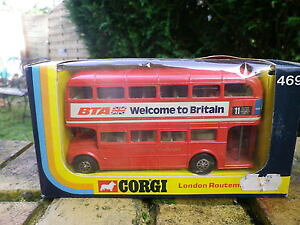 469
BTA Welcome to Britain
11
CORGI
London Routem